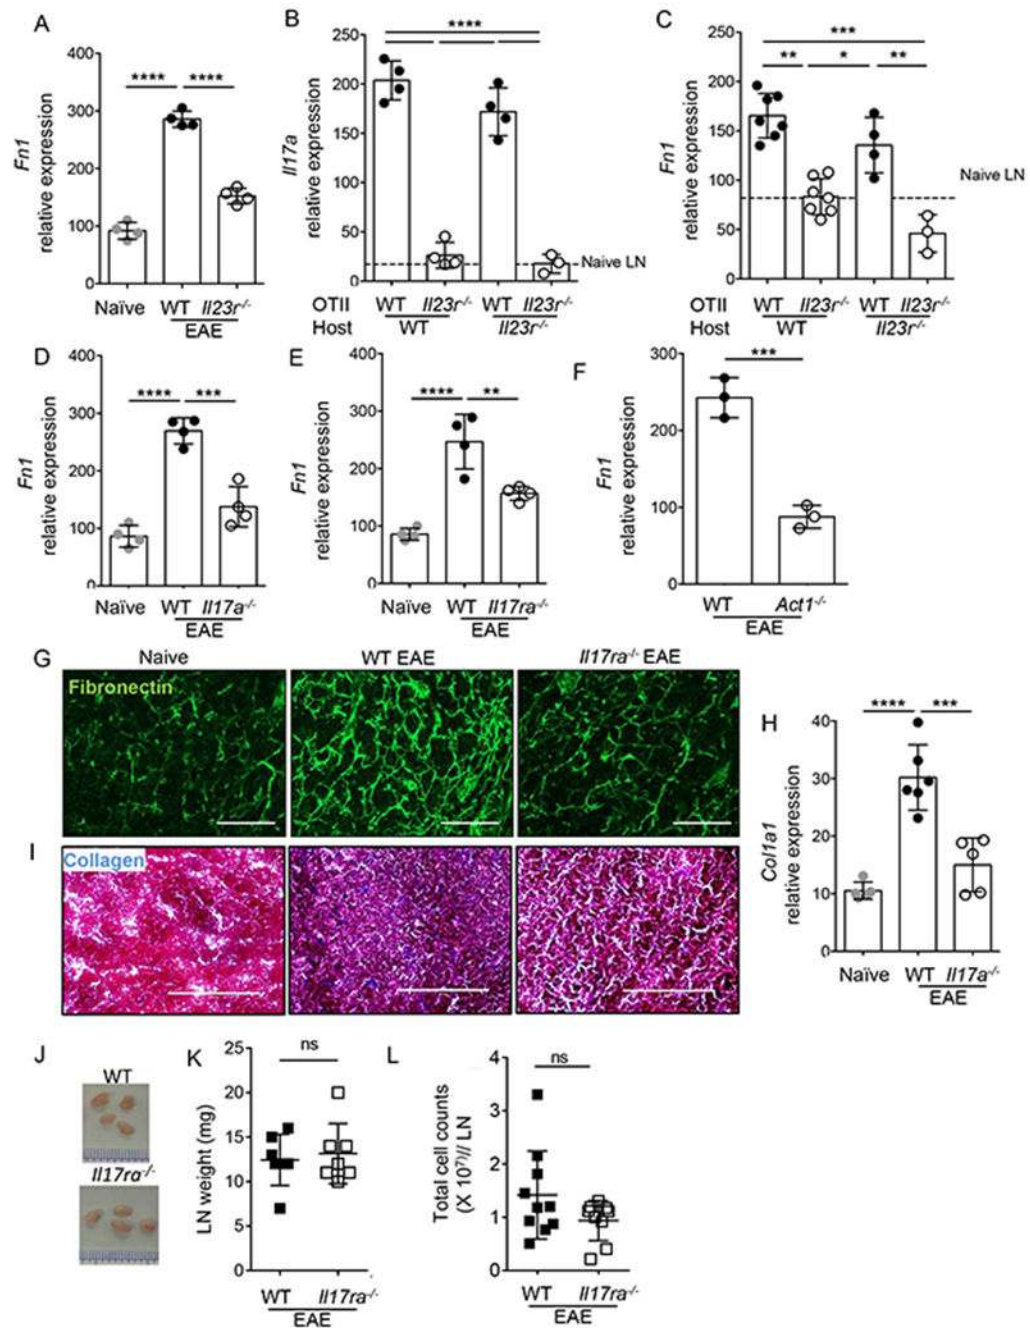 A
Fn1
relative expression
400
300
200
100
0
****
****
Naïve
WT
Il23r-/-
EAE
B
Il17a
relative expression
250
200
150
100
50
0
****
Naive LN
OTII
WT
Il23r-/-
WT
Il23r-/-
Host
WT
Il23r-/-
C
Fn1
relative expression
250
200
150
100
50
0
***
**
*
**
Naive LN
OTII
WT
Il23r-/-
WT
Il23r-/-
Host
WT
Il23r-/-
D
Fn1
relative expression
400
300
200
100
0
****
***
Naïve
WT
Il17a-/-
EAE
E
Fn1
relative expression
400
300
200
100
0
****
**
Naïve
WT
Il17ra-/-
EAE
F
Fn1
relative expression
300
200
100
0
***
WT
Act1-/-
EAE
G
Naive
WT EAE
Il17ra-/- EAE
Fibronectin
H
Col1a1
relative expression
40
30
20
10
0
****
***
Naïve
WT
Il17a-/-
EAE
I
Collagen
J
WT
Il17ra-/-
K
LN weight (mg)
25
20
15
10
5
0
ns
WT
Il17ra-/-
EAE
L
Total cell counts
(X 10⁷)// LN
4
3
2
1
0
ns
WT
Il17ra-/-
EAE